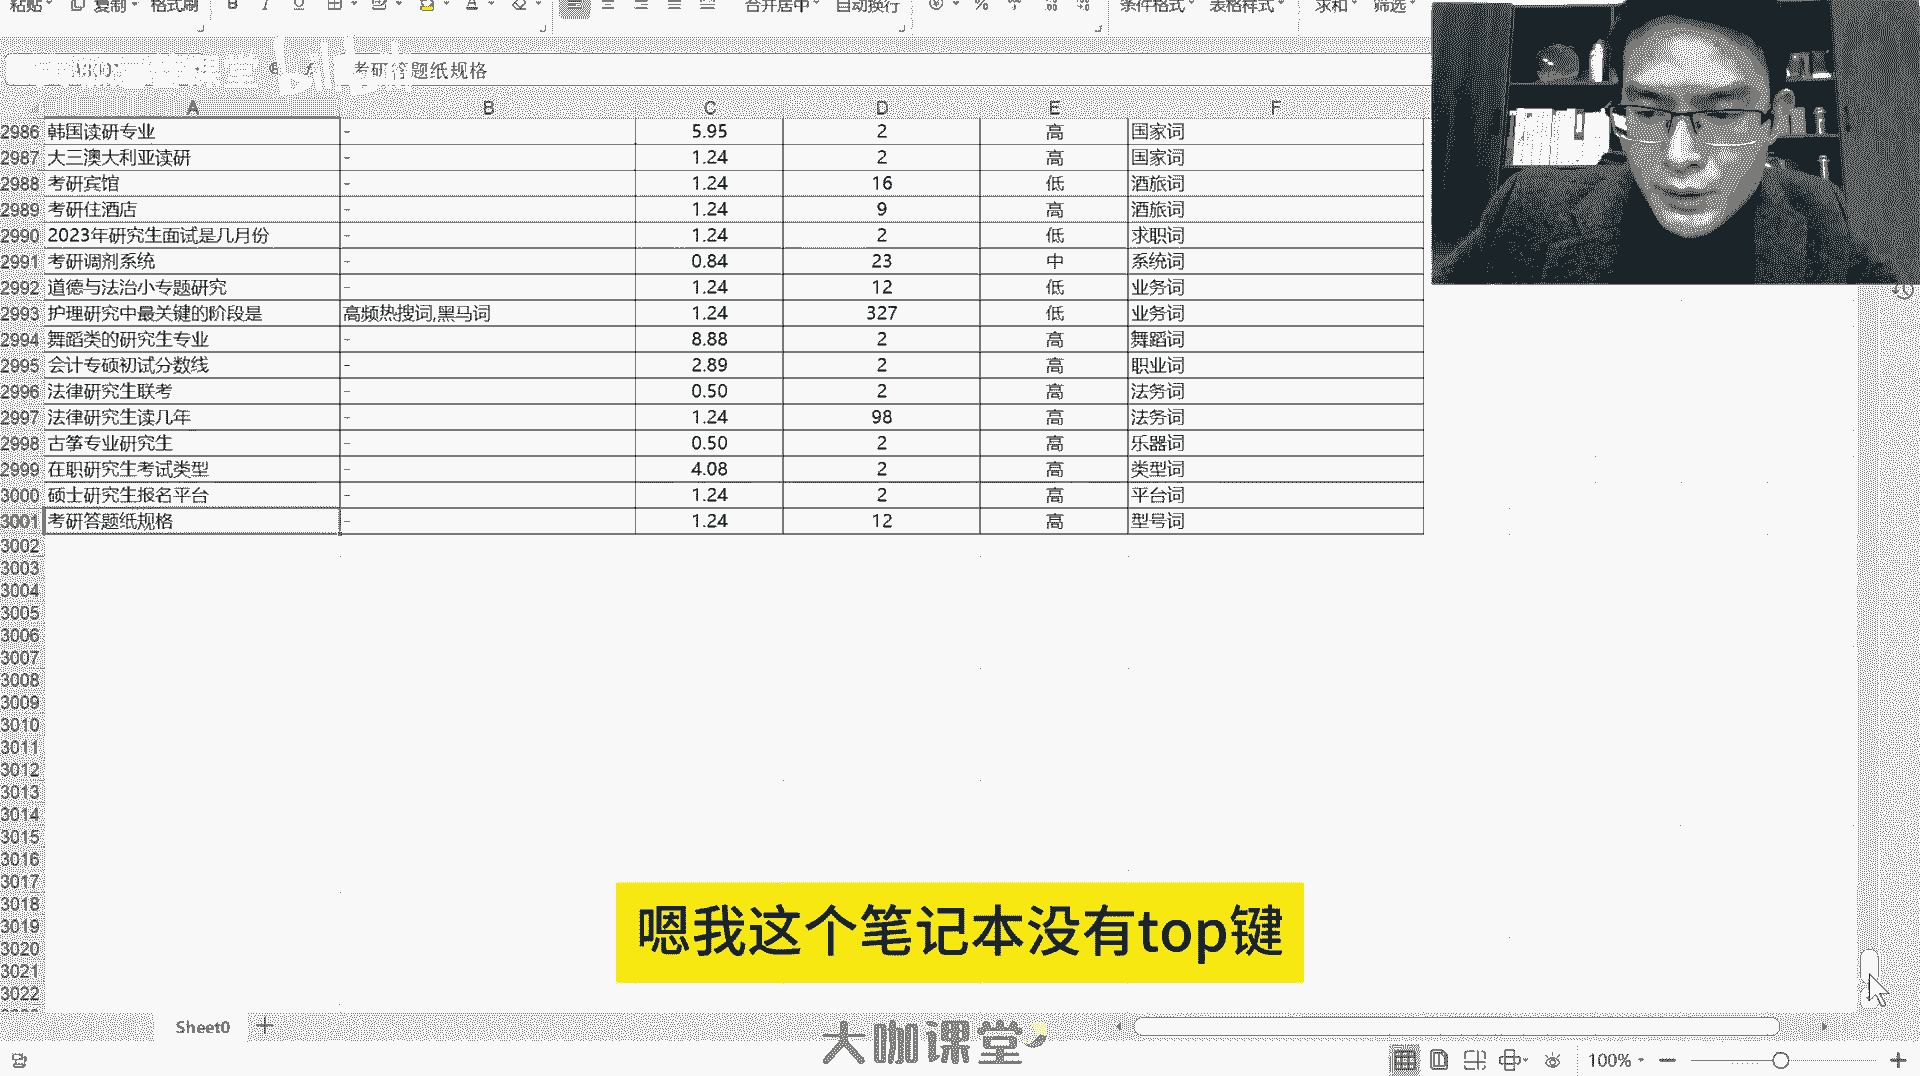 粘贴 复制 格式刷 B I U 合并居中 自动换行 % 条件格式 表格样式 求和 筛选
考研答题纸规格
A B C D E F
2986 韩国读研专业 - 5.95 2 高 国家词
2987 大三澳大利亚读研 - 1.24 2 高 国家词
2988 考研宾馆 - 1.24 16 低 酒旅词
2989 考研住酒店 - 1.24 9 高 酒旅词
2990 2023年研究生面试是几月份 - 1.24 2 低 求职词
2991 考研调剂系统 - 0.84 23 中 系统词
2992 道德与法治小专题研究 - 1.24 12 低 业务词
2993 护理研究中最关键的阶段是 高频热搜词,黑马词 1.24 327 低 业务词
2994 舞蹈类的研究生专业 - 8.88 2 高 舞蹈词
2995 会计专硕初试分数线 - 2.89 2 高 职业词
2996 法律研究生联考 - 0.50 2 高 法务词
2997 法律研究生读几年 - 1.24 98 高 法务词
2998 古筝专业研究生 - 0.50 2 高 乐器词
2999 在职研究生考试类型 - 4.08 2 高 类型词
3000 硕士研究生报名平台 - 1.24 2 高 平台词
3001 考研答题纸规格 - 1.24 12 高 型号词
3002
3003
3004
3005
3006
3007
3008
3009
3010
3011
3012
3013
3014
3015
3016
3017
3018
3019
3020
3021
3022
嗯我这个笔记本没有top键
Sheet0
大咖课堂
100%